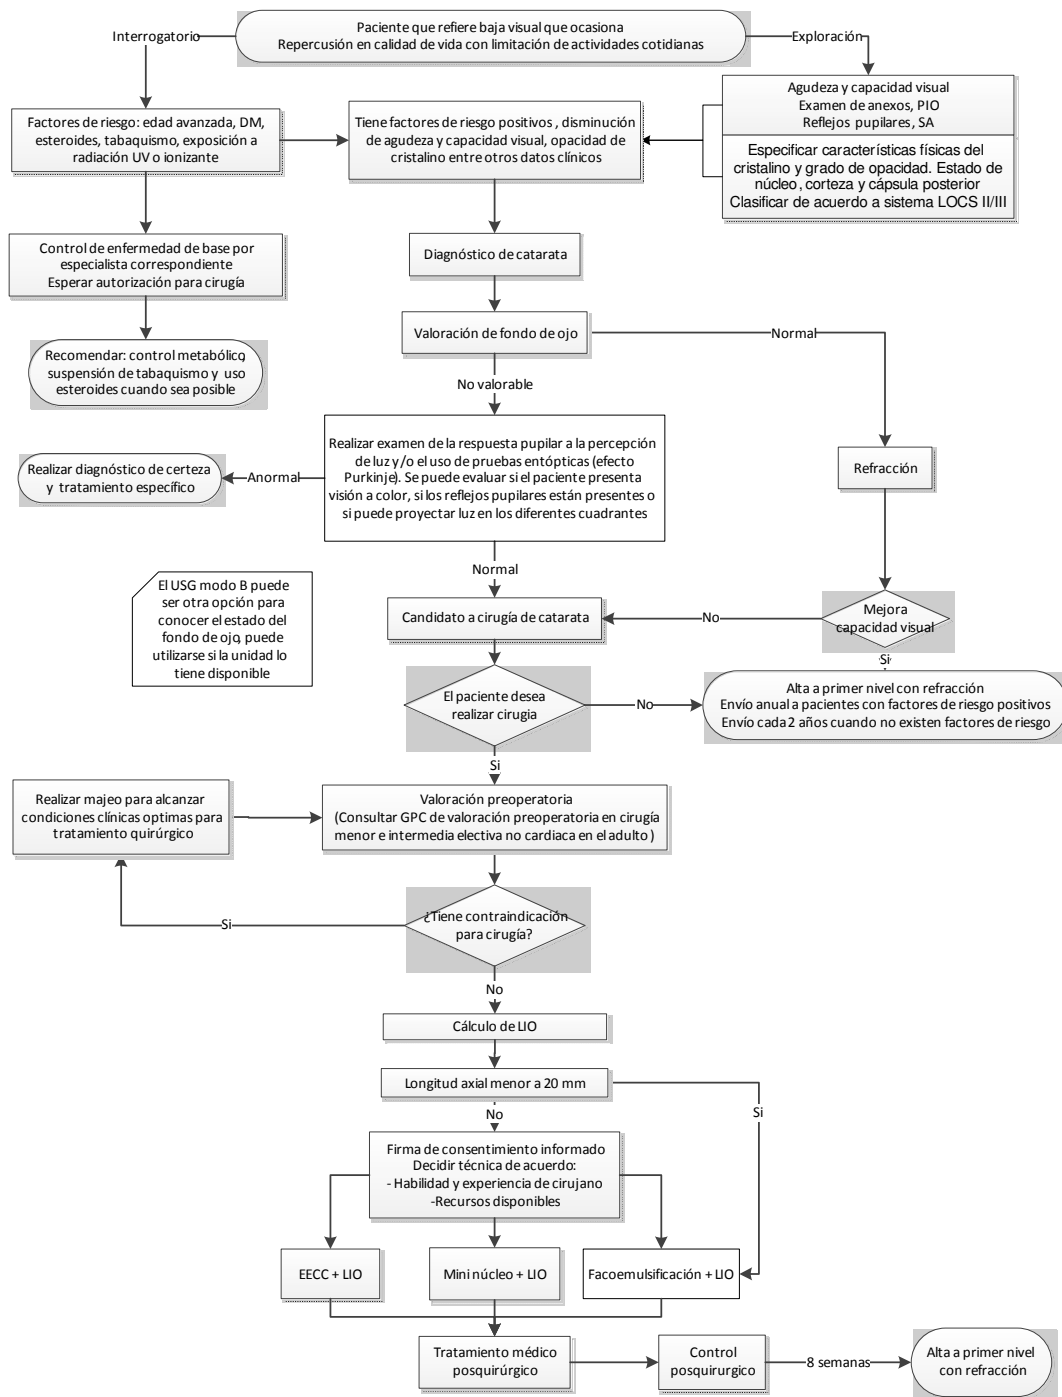 Paciente que refiere baja visual que ocasiona
Repercusión en calidad de vida con limitación de actividades cotidianas
Interrogatorio
Exploración
Factores de riesgo: edad avanzada, DM,
esteroides, tabaquismo, exposición a
radiación UV o ionizante
Tiene factores de riesgo positivos , disminución
de agudeza y capacidad visual, opacidad de
cristalino entre otros datos clínicos
Agudeza y capacidad visual
Examen de anexos, PIO
Reflejos pupilares, SA
Especificar características físicas del
cristalino y grado de opacidad. Estado de
núcleo, corteza y cápsula posterior
Clasificar de acuerdo a sistema LOCS II/III
Control de enfermedad de base por
especialista correspondiente
Esperar autorización para cirugía
Diagnóstico de catarata
Valoración de fondo de ojo
Normal
Recomendar: control metabólico,
suspensión de tabaquismo y uso
esteroides cuando sea posible
No valorable
Realizar examen de la respuesta pupilar a la percepción
de luz y/o el uso de pruebas entópticas (efecto
Purkinje). Se puede evaluar si el paciente presenta
visión a color, si los reflejos pupilares están presentes o
si puede proyectar luz en los diferentes cuadrantes
Anormal
Realizar diagnóstico de certeza
y tratamiento específico
Refracción
Normal
El USG modo B puede
ser otra opción para
conocer el estado del
fondo de ojo, puede
utilizarse si la unidad lo
tiene disponible
Candidato a cirugía de catarata
No
Mejora
capacidad visual
Si
El paciente desea
realizar cirugia
No
Alta a primer nivel con refracción
Envío anual a pacientes con factores de riesgo positivos
Envío cada 2 años cuando no existen factores de riesgo
Si
Realizar majeo para alcanzar
condiciones clínicas optimas para
tratamiento quirúrgico
Valoración preoperatoria
(Consultar GPC de valoración preoperatoria en cirugía
menor e intermedia electiva no cardiaca en el adulto )
¿Tiene contraindicación
para cirugía?
Si
No
Cálculo de LIO
Longitud axial menor a 20 mm
Si
No
Firma de consentimiento informado
Decidir técnica de acuerdo:
- Habilidad y experiencia de cirujano
-Recursos disponibles
EECC + LIO
Mini núcleo + LIO
Facoemulsificación + LIO
Tratamiento médico
posquirúrgico
Control
posquirurgico
8 semanas
Alta a primer nivel
con refracción